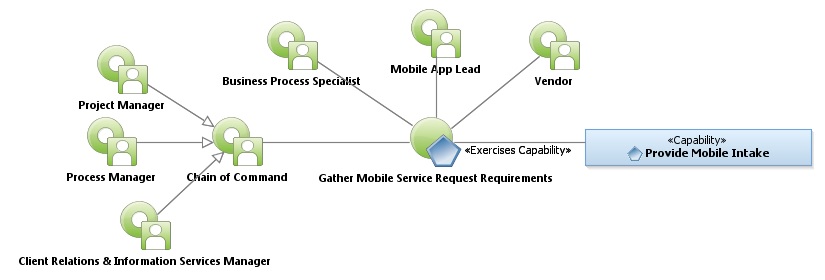 Business Process Specialist
Mobile App Lead
Vendor
Project Manager
Process Manager
Chain of Command
«Exercises Capability»
Gather Mobile Service Request Requirements
«Capability»
Provide Mobile Intake
Client Relations & Information Services Manager